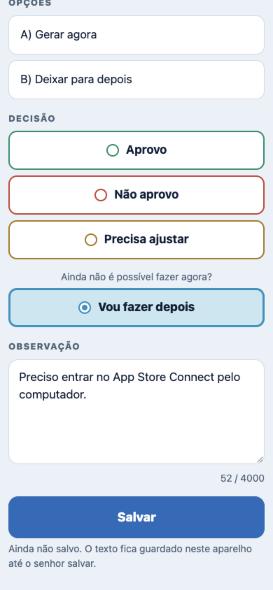 OPÇÕES
A) Gerar agora
B) Deixar para depois
DECISÃO
Aprovo
Não aprovo
Precisa ajustar
Ainda não é possível fazer agora?
Vou fazer depois
OBSERVAÇÃO
Preciso entrar no App Store Connect pelo
computador.
52 / 4000
Salvar
Ainda não salvo. O texto fica guardado neste aparelho
até o senhor salvar.